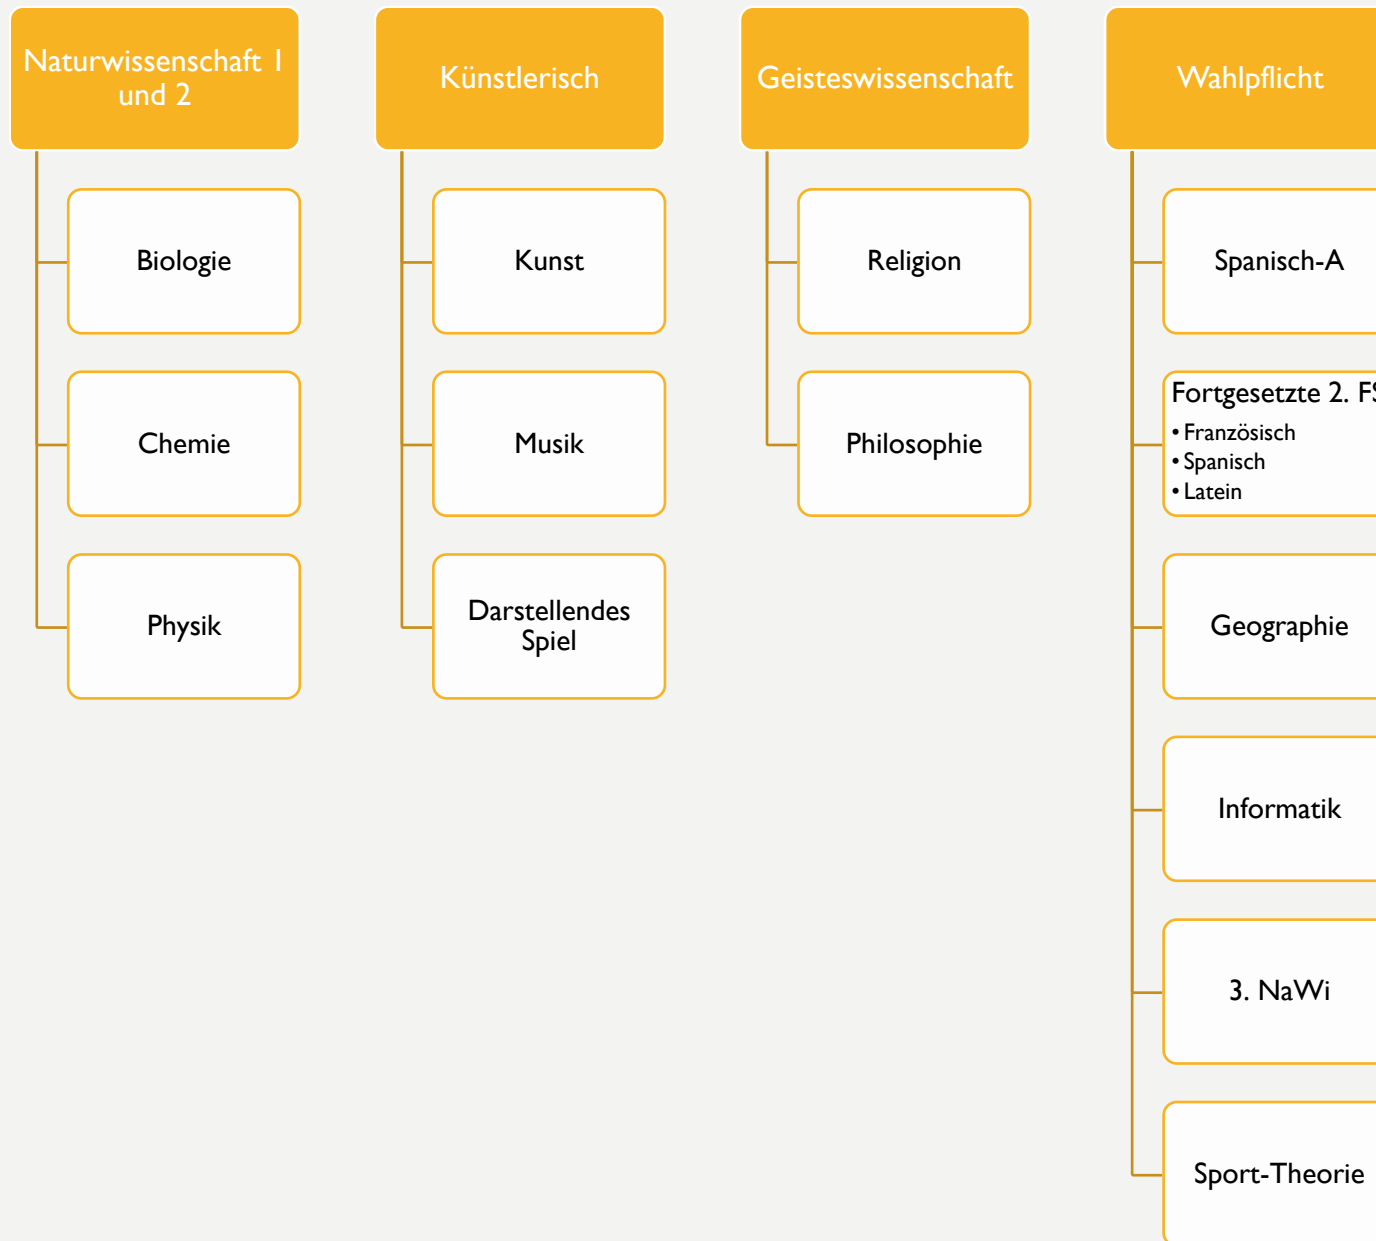 Naturwissenschaft 1
und 2
Biologie
Chemie
Physik
Künstlerisch
Kunst
Musik
Darstellendes
Spiel
Geisteswissenschaft
Religion
Philosophie
Wahlpflicht
Spanisch-A
Fortgesetzte 2. FS
• Französisch
• Spanisch
• Latein
Geographie
Informatik
3. NaWi
Sport-Theorie